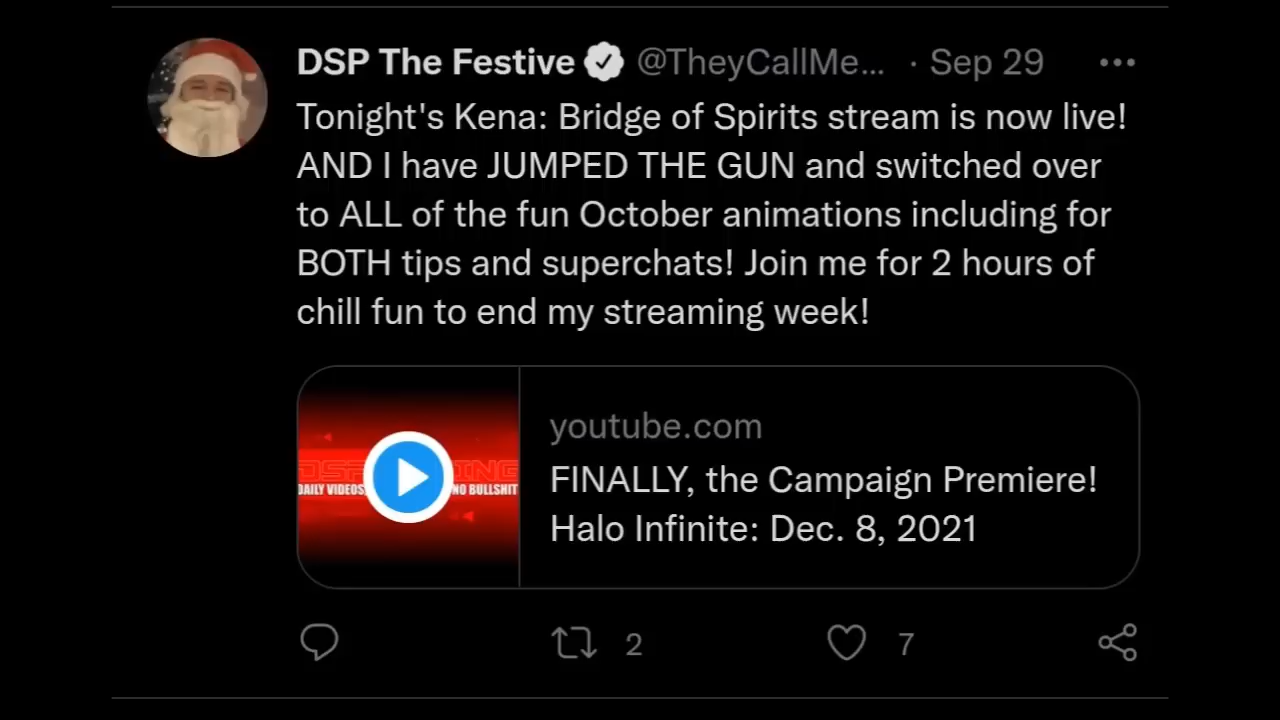 DSP The Festive @TheyCallMe... · Sep 29 ...
Tonight's Kena: Bridge of Spirits stream is now live!
AND I have JUMPED THE GUN and switched over
to ALL of the fun October animations including for
BOTH tips and superchats! Join me for 2 hours of
chill fun to end my streaming week!
youtube.com
DAILY VIDEOS NO BULLSHIT
FINALLY, the Campaign Premiere!
Halo Infinite: Dec. 8, 2021
2 7